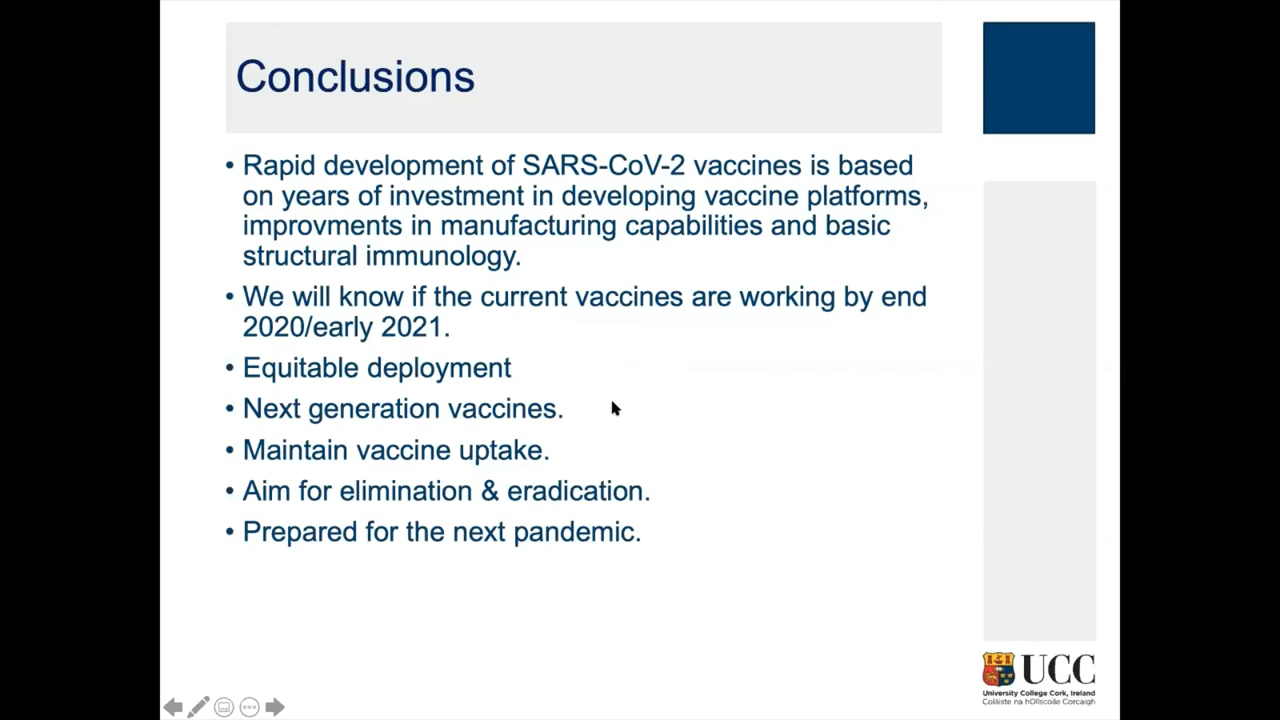 Conclusions
• Rapid development of SARS-CoV-2 vaccines is based
on years of investment in developing vaccine platforms,
improvments in manufacturing capabilities and basic
structural immunology.
• We will know if the current vaccines are working by end
2020/early 2021.
• Equitable deployment
• Next generation vaccines.
• Maintain vaccine uptake.
• Aim for elimination & eradication.
• Prepared for the next pandemic.
UCC
University College Cork, Ireland
Coláiste na hOllscoile Corcaigh